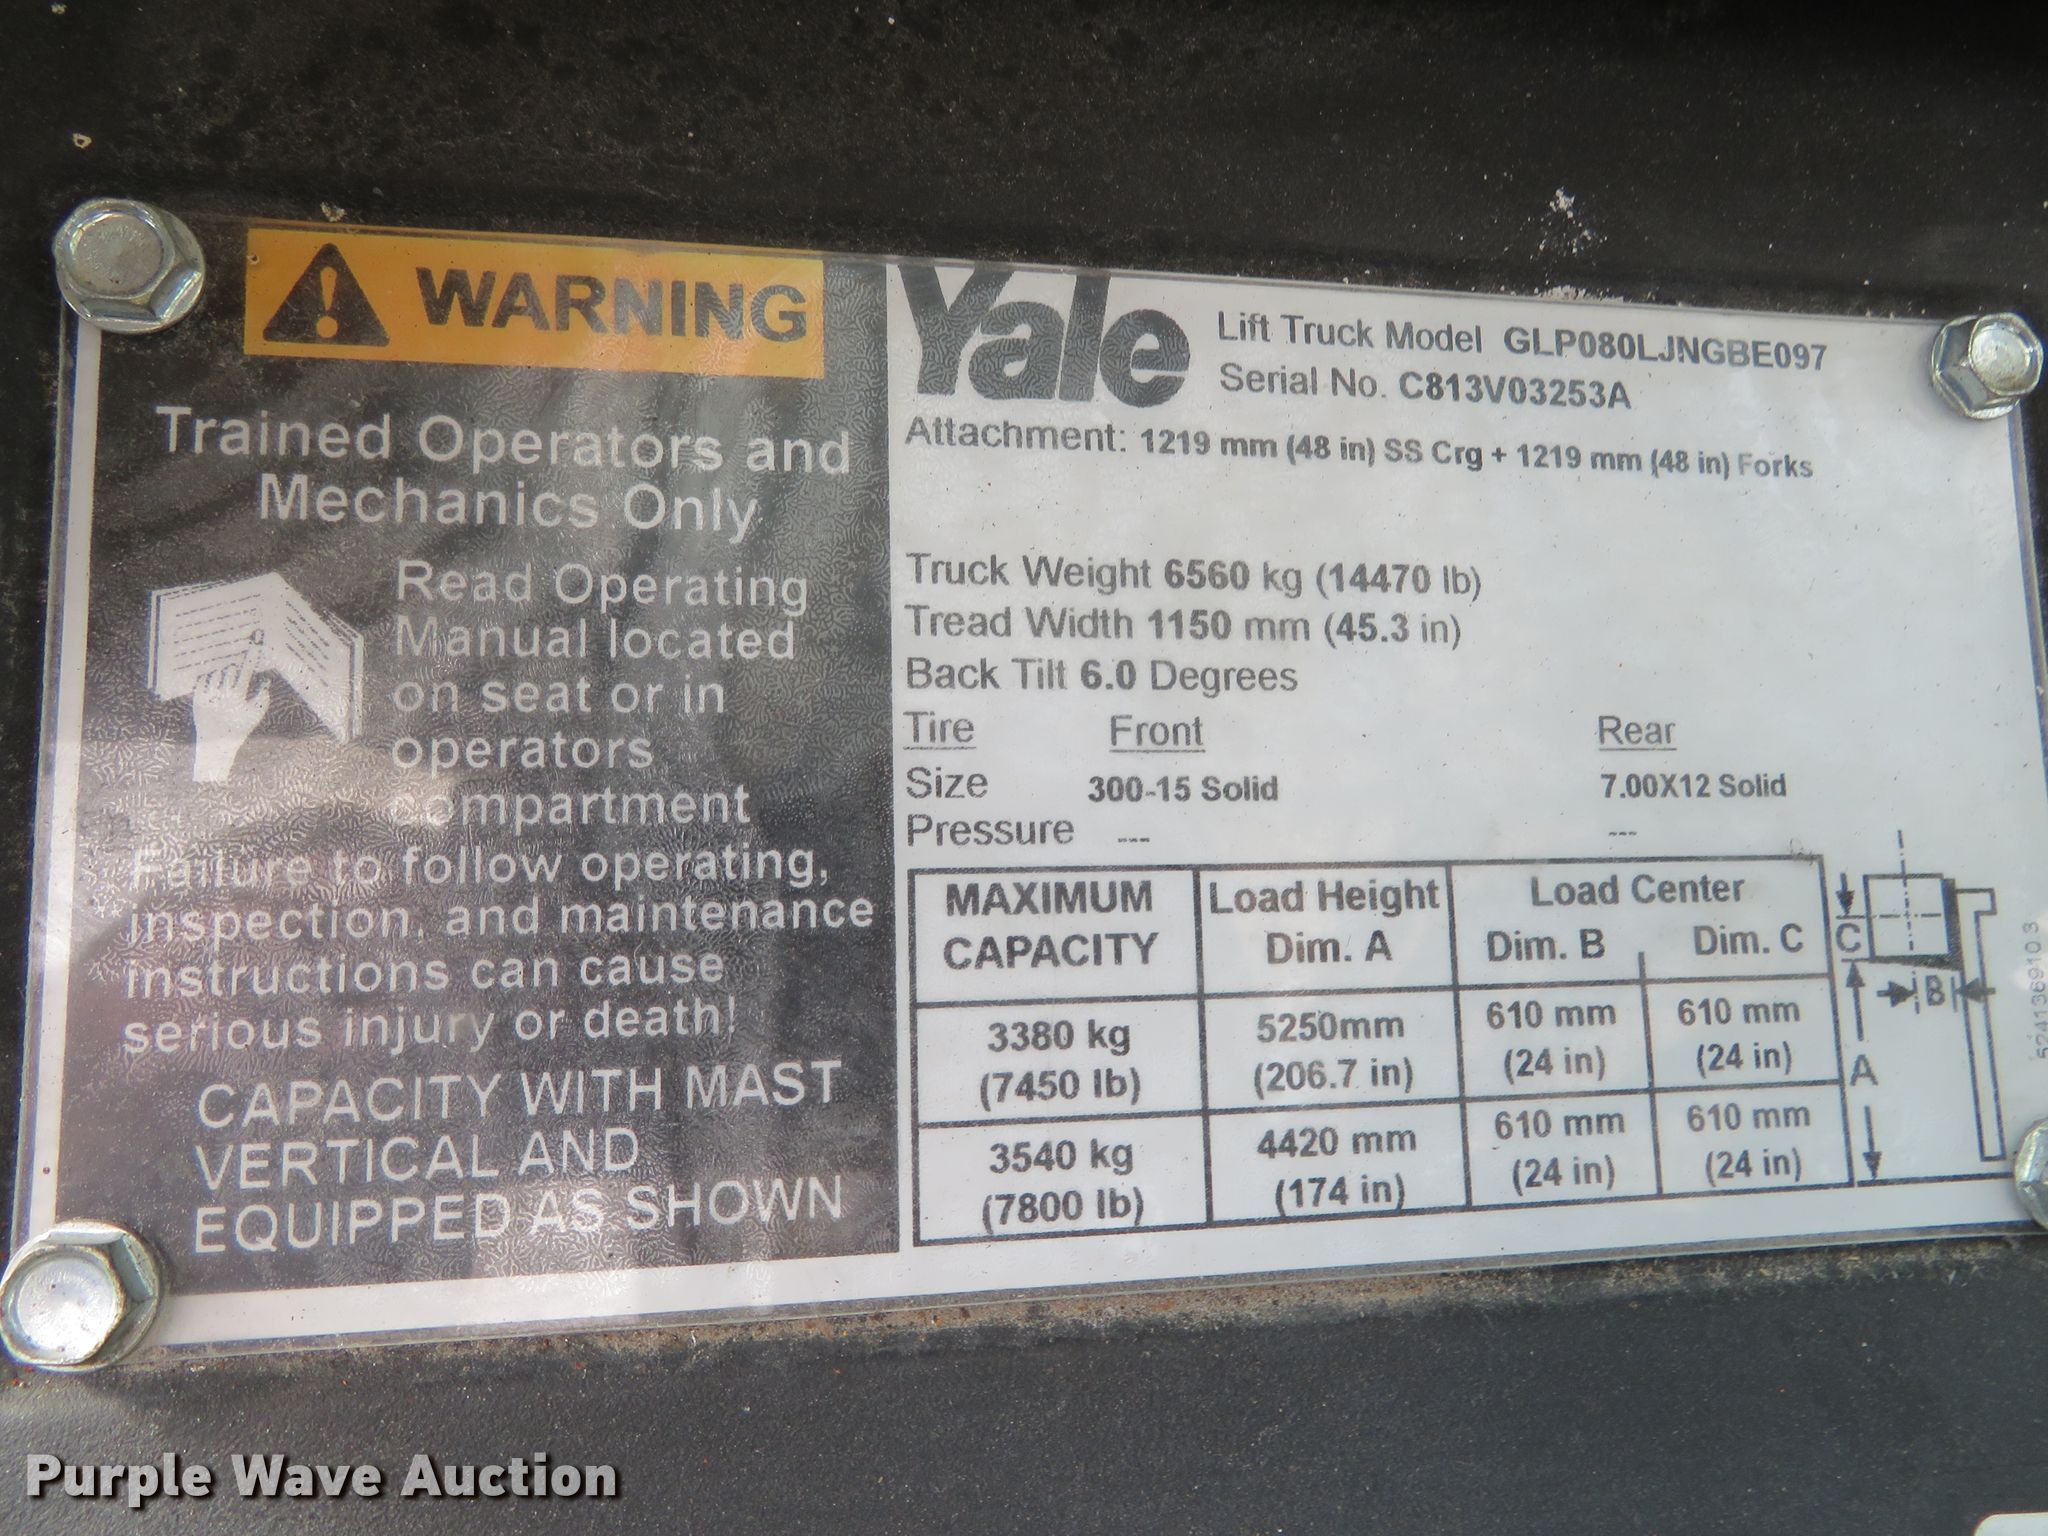 WARNING
Trained Operators and
Mechanics Only
Read Operating
Manual located
on seat or in
operators
compartment
Failure to follow operating,
inspection, and maintenance
instructions can cause
serious injury or death!
CAPACITY WITH MAST
VERTICAL AND
EQUIPPED AS SHOWN
Yale
Lift Truck Model GLP080LJNGBE097
Serial No. C813V03253A
Attachment: 1219 mm (48 in) SS Crg + 1219 mm (48 in) Forks
Truck Weight 6560 kg (14470 lb)
Tread Width 1150 mm (45.3 in)
Back Tilt 6.0 Degrees
Tire Front Rear
Size 300-15 Solid 7.00X12 Solid
Pressure --- ---
MAXIMUM Load Height Load Center
CAPACITY Dim. A Dim. B Dim. C
3380 kg 5250mm 610 mm 610 mm
(7450 lb) (206.7 in) (24 in) (24 in)
3540 kg 4420 mm 610 mm 610 mm
(7800 lb) (174 in) (24 in) (24 in)
C
B
A
524136910 3
Purple Wave Auction